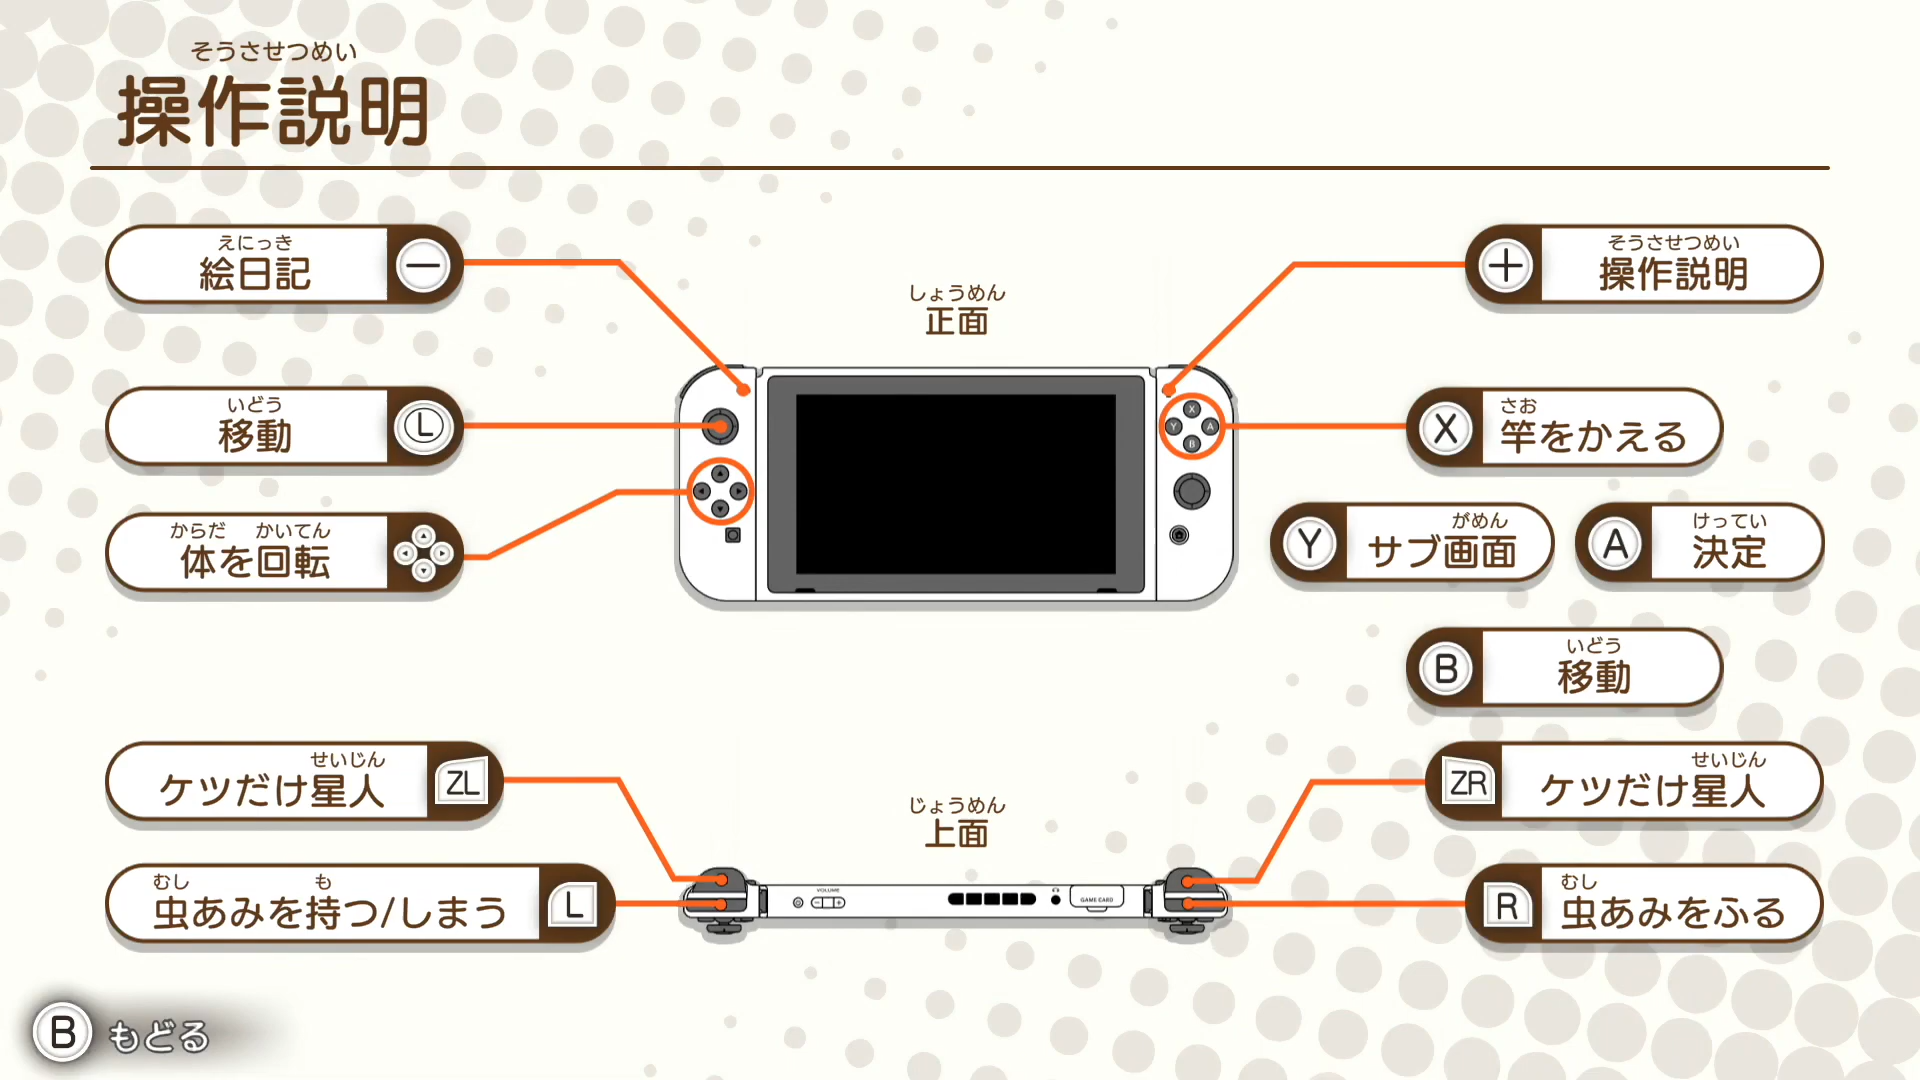 そうさせつめい
操作説明
えにっき
絵日記
−
いどう
移動
L
からだ かいてん
体を回転
しょうめん
正面
X
Y A
B
+
そうさせつめい
操作説明
X
さお
竿をかえる
Y
がめん
サブ画面
A
けってい
決定
B
いどう
移動
せいじん
ケツだけ星人
ZL
むし も
虫あみを持つ/しまう
L
じょうめん
上面
VOLUME
− +
GAME CARD
ZR
せいじん
ケツだけ星人
R
むし
虫あみをふる
B もどる